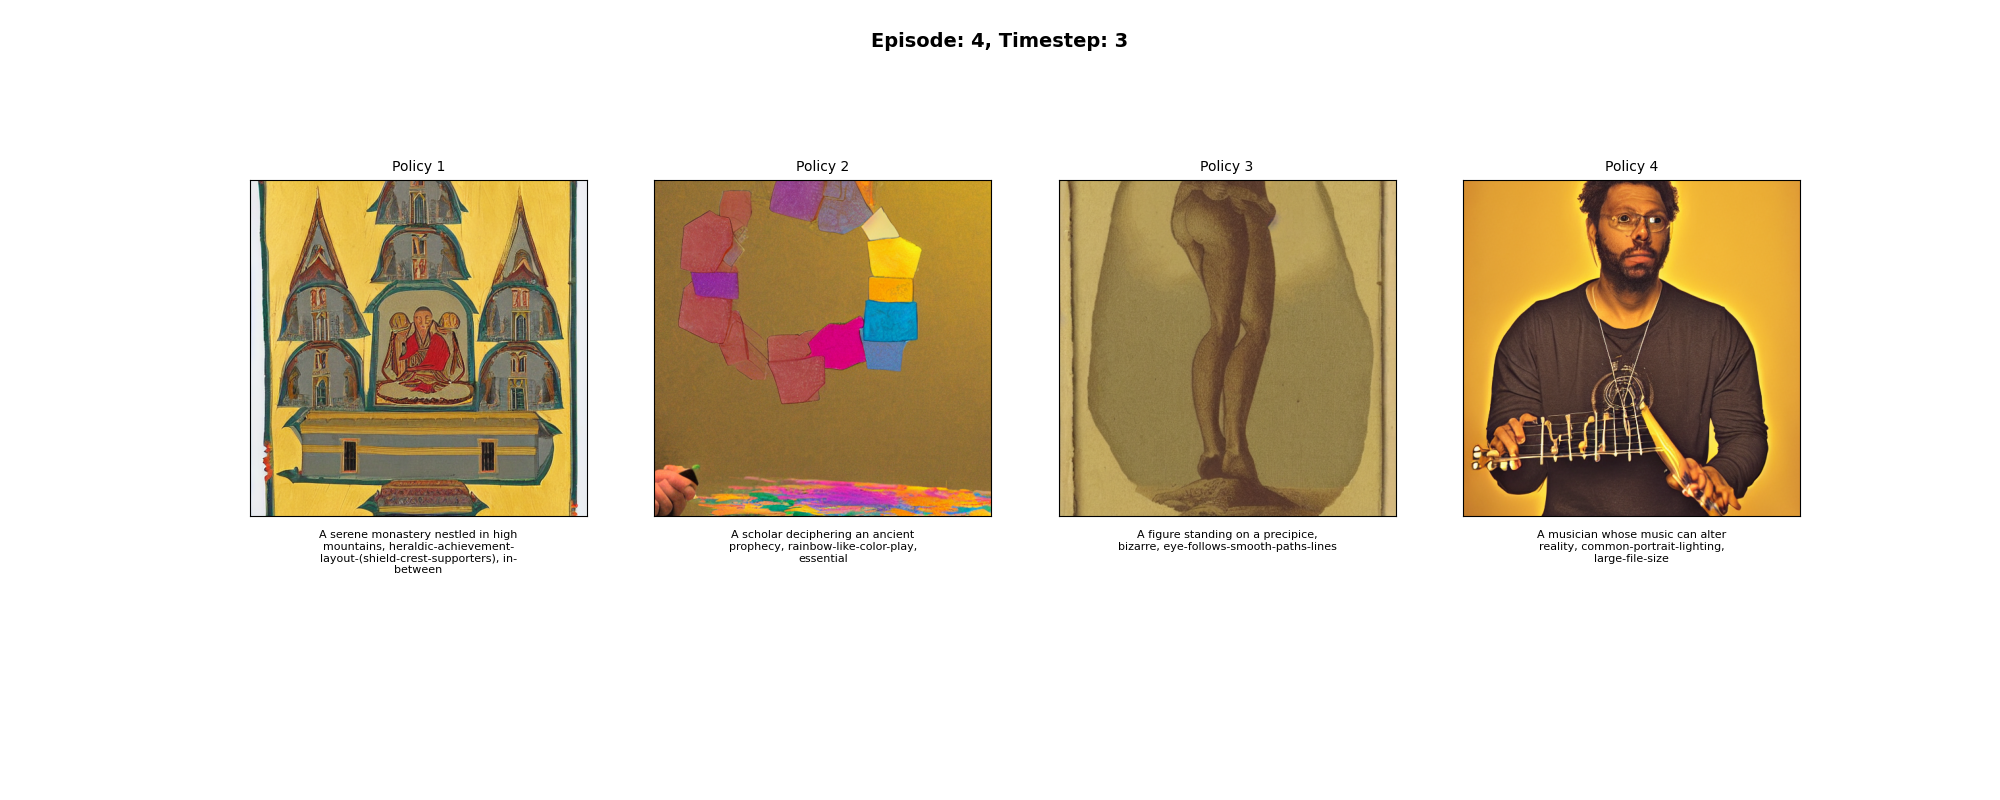 Episode: 4, Timestep: 3
Policy 1
Policy 2
Policy 3
Policy 4
A serene monastery nestled in high
mountains, heraldic-achievement-
layout-(shield-crest-supporters), in-
between
A scholar deciphering an ancient
prophecy, rainbow-like-color-play,
essential
A figure standing on a precipice,
bizarre, eye-follows-smooth-paths-lines
A musician whose music can alter
reality, common-portrait-lighting,
large-file-size